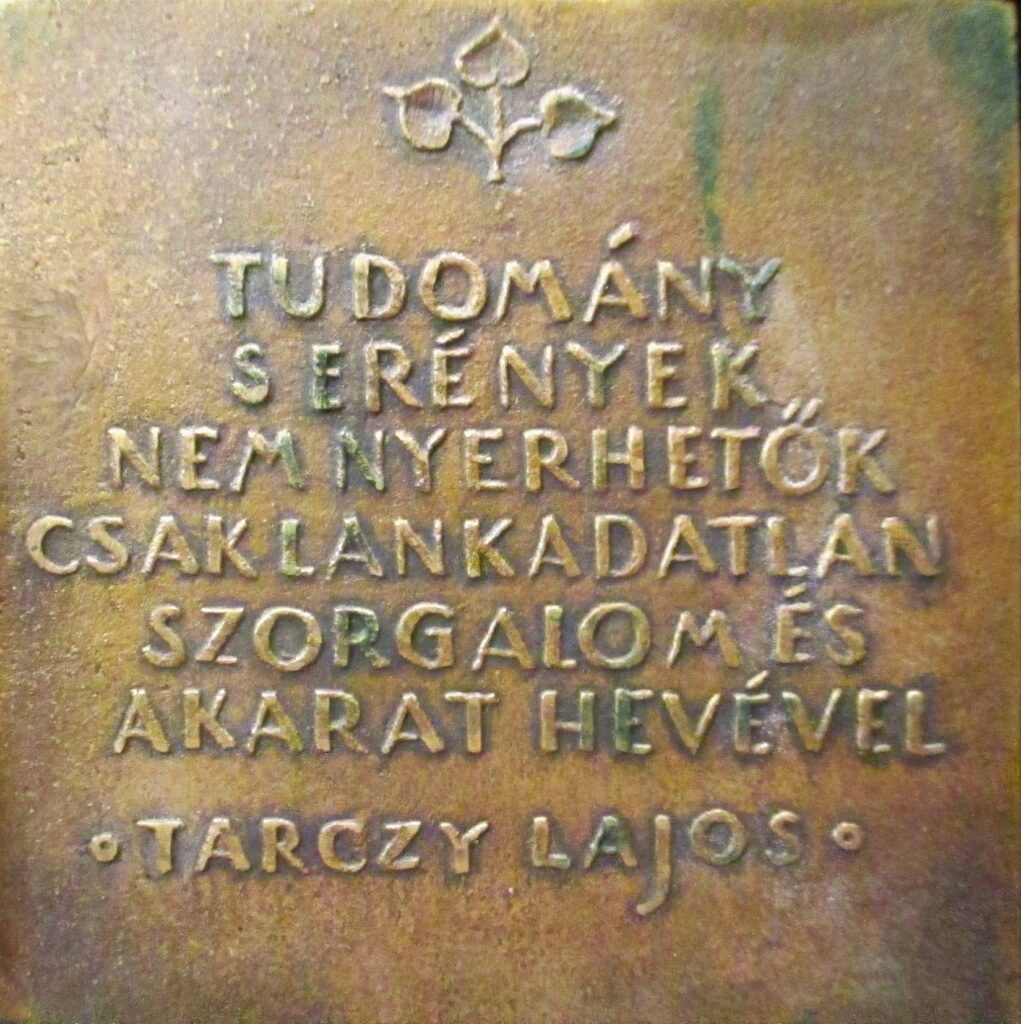 TUDOMÁNY
S ERÉNYEK
NEM NYERHETŐK
CSAK LANKADATLAN
SZORGALOM ÉS
AKARAT HEVÉVEL
• TARCZY LAJOS •